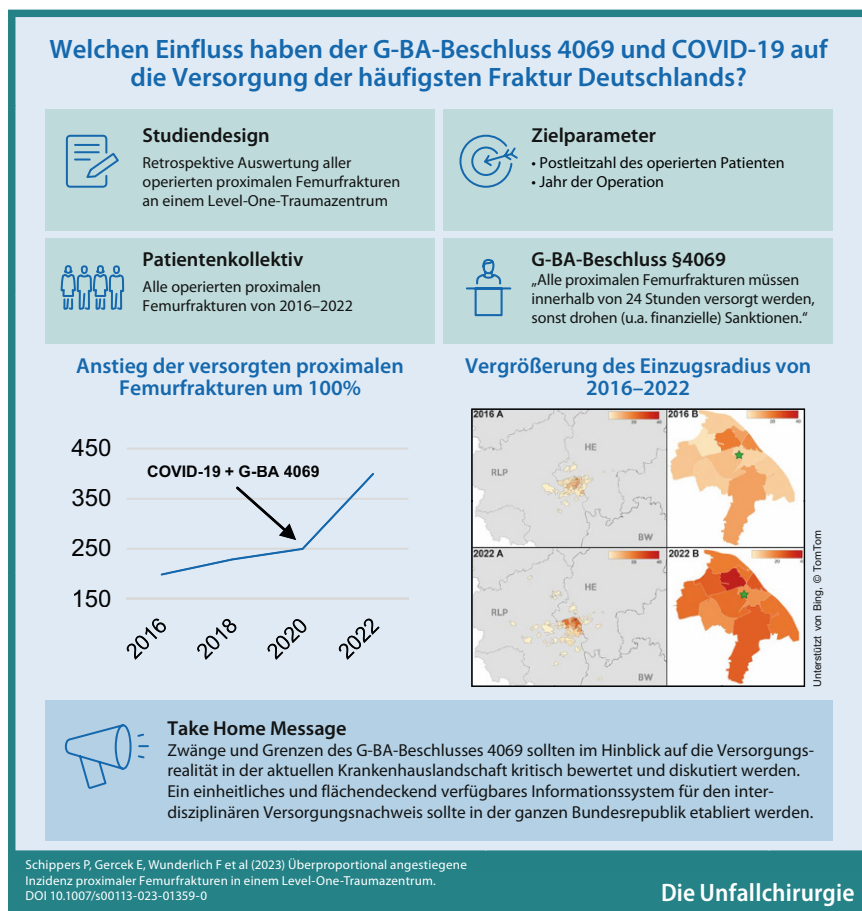 Welchen Einfluss haben der G-BA-Beschluss 4069 und COVID-19 auf
die Versorgung der häufigsten Fraktur Deutschlands?
Studiendesign
Retrospektive Auswertung aller
operierten proximalen Femurfrakturen
an einem Level-One-Traumazentrum
Zielparameter
• Postleitzahl des operierten Patienten
• Jahr der Operation
Patientenkollektiv
Alle operierten proximalen
Femurfrakturen von 2016–2022
G-BA-Beschluss §4069
„Alle proximalen Femurfrakturen müssen
innerhalb von 24 Stunden versorgt werden,
sonst drohen (u.a. finanzielle) Sanktionen.“
Anstieg der versorgten proximalen
Femurfrakturen um 100%
450
350
250
150
COVID-19 + G-BA 4069
2016
2018
2020
2022
Vergrößerung des Einzugsradius von
2016–2022
2016 A
20
40
HE
RLP
BW
2016 B
20
40
2022 A
20
40
HE
RLP
BW
2022 B
20
Unterstützt von Bing, © TomTom
Take Home Message
Zwänge und Grenzen des G-BA-Beschlusses 4069 sollten im Hinblick auf die Versorgungs-
realität in der aktuellen Krankenhauslandschaft kritisch bewertet und diskutiert werden.
Ein einheitliches und flächendeckend verfügbares Informationssystem für den inter-
disziplinären Versorgungsnachweis sollte in der ganzen Bundesrepublik etabliert werden.
Schippers P, Gercek E, Wunderlich F et al (2023) Überproportional angestiegene
Inzidenz proximaler Femurfrakturen in einem Level-One-Traumazentrum.
DOI 10.1007/s00113-023-01359-0
Die Unfallchirurgie